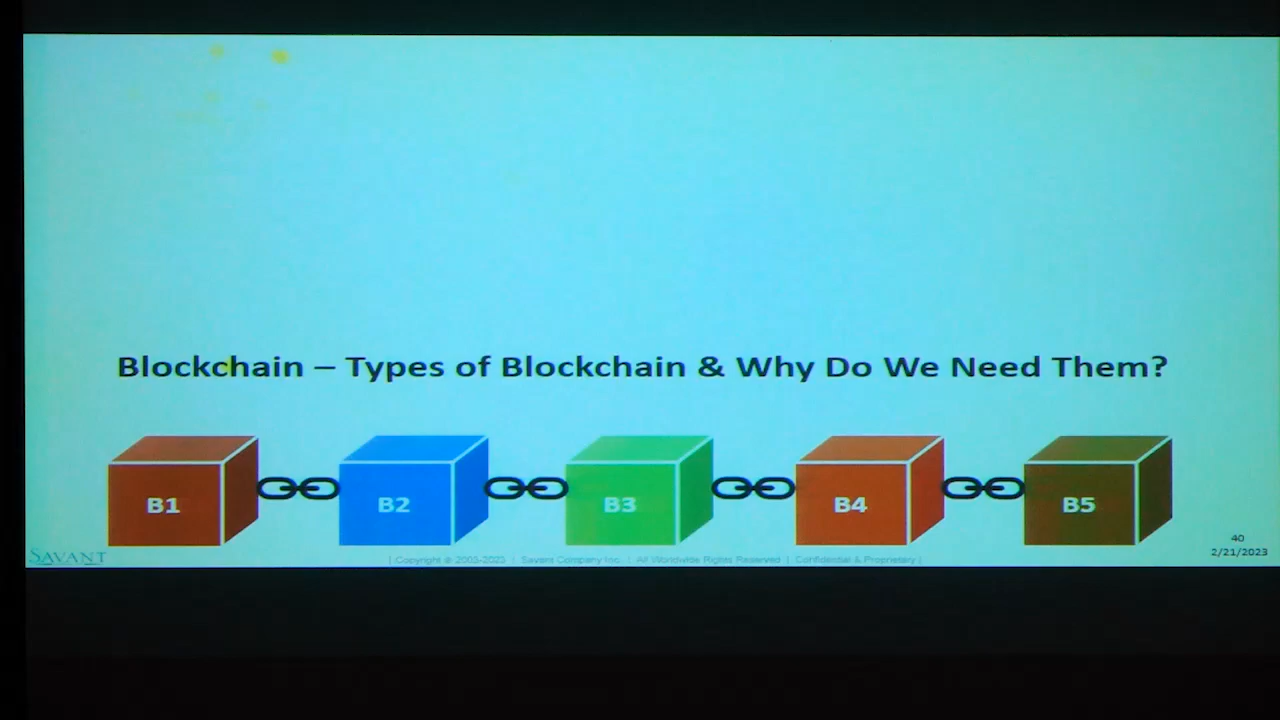 Blockchain – Types of Blockchain & Why Do We Need Them?
B1 B2 B3 B4 B5
SAVANT
| Copyright @ 2003-2023 | Savant Company Inc. | All Worldwide Rights Reserved | Confidential & Proprietary |
40
2/21/2023